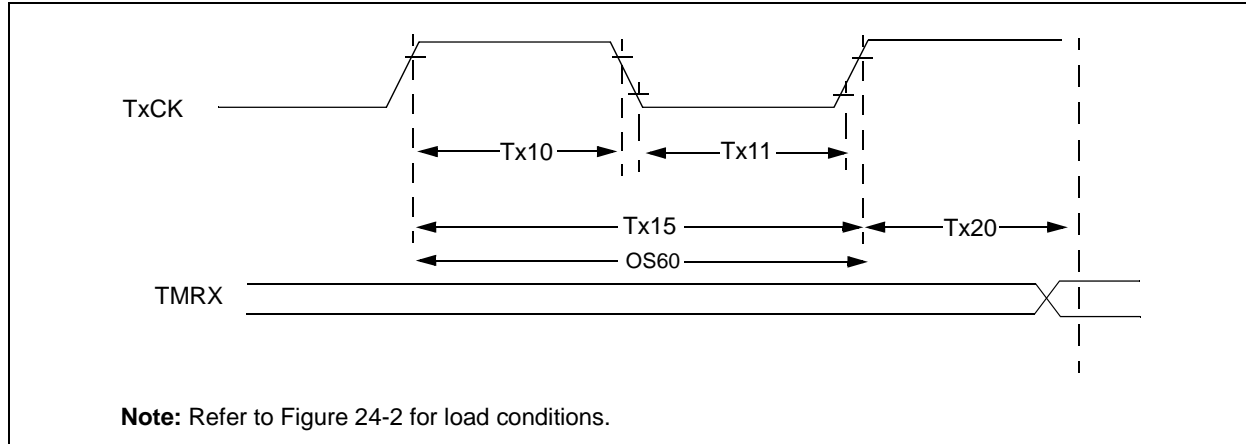 TxCK
Tx10
Tx11
Tx15
Tx20
OS60
TMRX
Note: Refer to Figure 24-2 for load conditions.